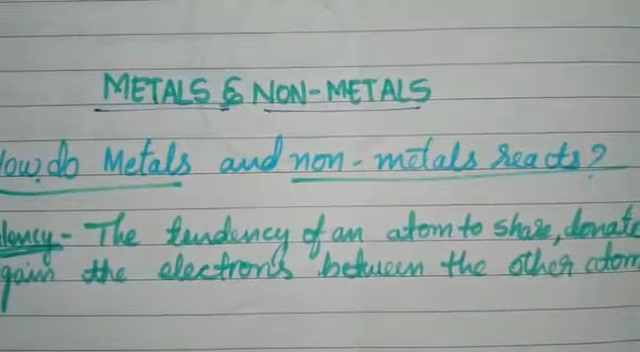 METALS & NON-METALS
How do Metals and non-metals reacts?
lency - The tendency of an atom to share, donate
gain the electrons between the other atom